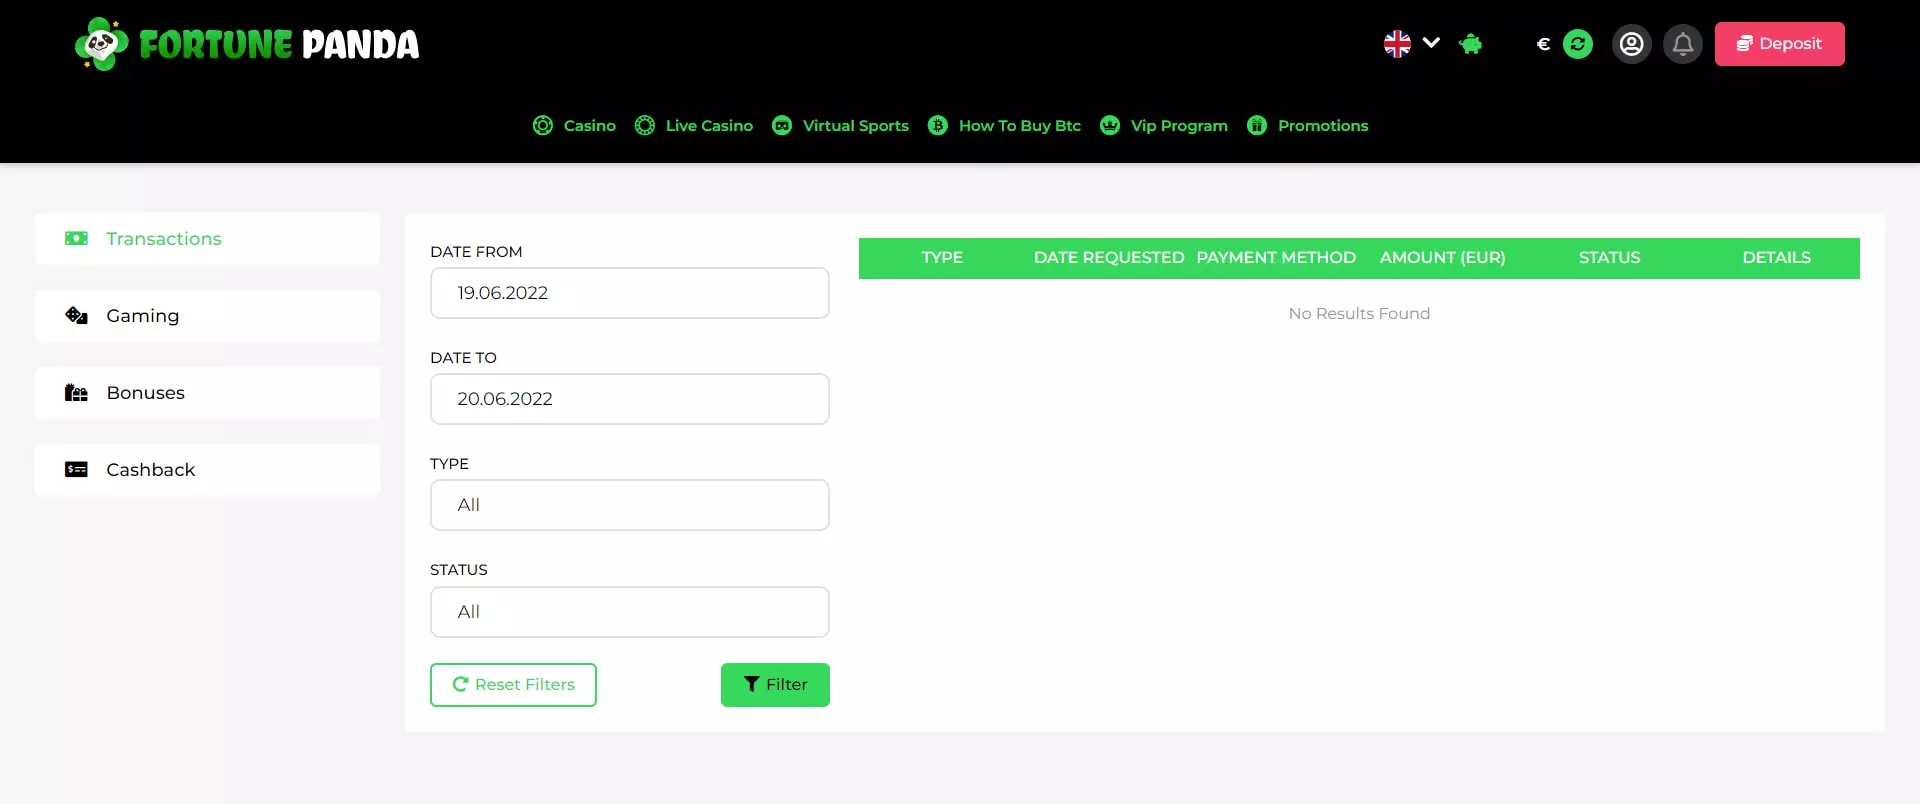 FORTUNE PANDA
€
Deposit
Casino Live Casino Virtual Sports How To Buy Btc Vip Program Promotions
Transactions
Gaming
Bonuses
Cashback
DATE FROM
19.06.2022
DATE TO
20.06.2022
TYPE
All
STATUS
All
Reset Filters Filter
TYPE DATE REQUESTED PAYMENT METHOD AMOUNT (EUR) STATUS DETAILS
No Results Found